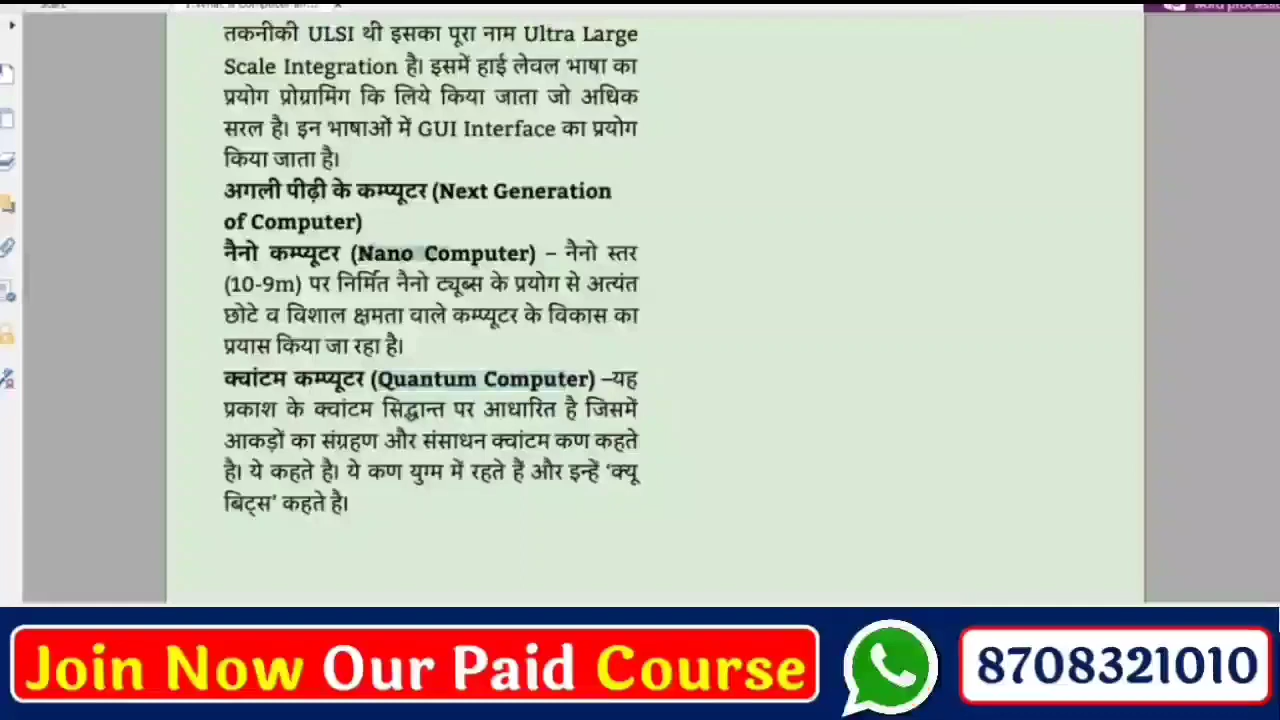 तकनीकी ULSI थी इसका पूरा नाम Ultra Large
Scale Integration है। इसमें हाई लेवल भाषा का
प्रयोग प्रोग्रामिंग कि लिये किया जाता जो अधिक
सरल है। इन भाषाओं में GUI Interface का प्रयोग
किया जाता है।
अगली पीढ़ी के कम्प्यूटर (Next Generation
of Computer)
नैनो कम्प्यूटर (Nano Computer) – नैनो स्तर
(10-9m) पर निर्मित नैनो ट्यूब्स के प्रयोग से अत्यंत
छोटे व विशाल क्षमता वाले कम्प्यूटर के विकास का
प्रयास किया जा रहा है।
क्वांटम कम्प्यूटर (Quantum Computer) –यह
प्रकाश के क्वांटम सिद्धान्त पर आधारित है जिसमें
आकड़ों का संग्रहण और संसाधन क्वांटम कण कहते
है। ये कहते है। ये कण युग्म में रहते हैं और इन्हें ‘क्यू
बिट्स’ कहते है।
Join Now Our Paid Course
8708321010